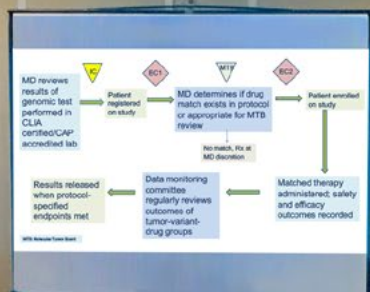 MD reviews
results of
genomic test
performed in
CLIA
certified/CAP
accredited lab
IC
Patient
registered
on study
EC1
MTB
MD determines if drug
match exists in protocol
or appropriate for MTB
review
EC2
Patient enrolled
on study
No match, Rx at
MD discretion
Matched therapy
administered; safety
and efficacy
outcomes recorded
Data monitoring
committee
regularly reviews
outcomes of
tumor-variant-
drug groups
Results released
when protocol-
specified
endpoints met
MTB: Molecular Tumor Board